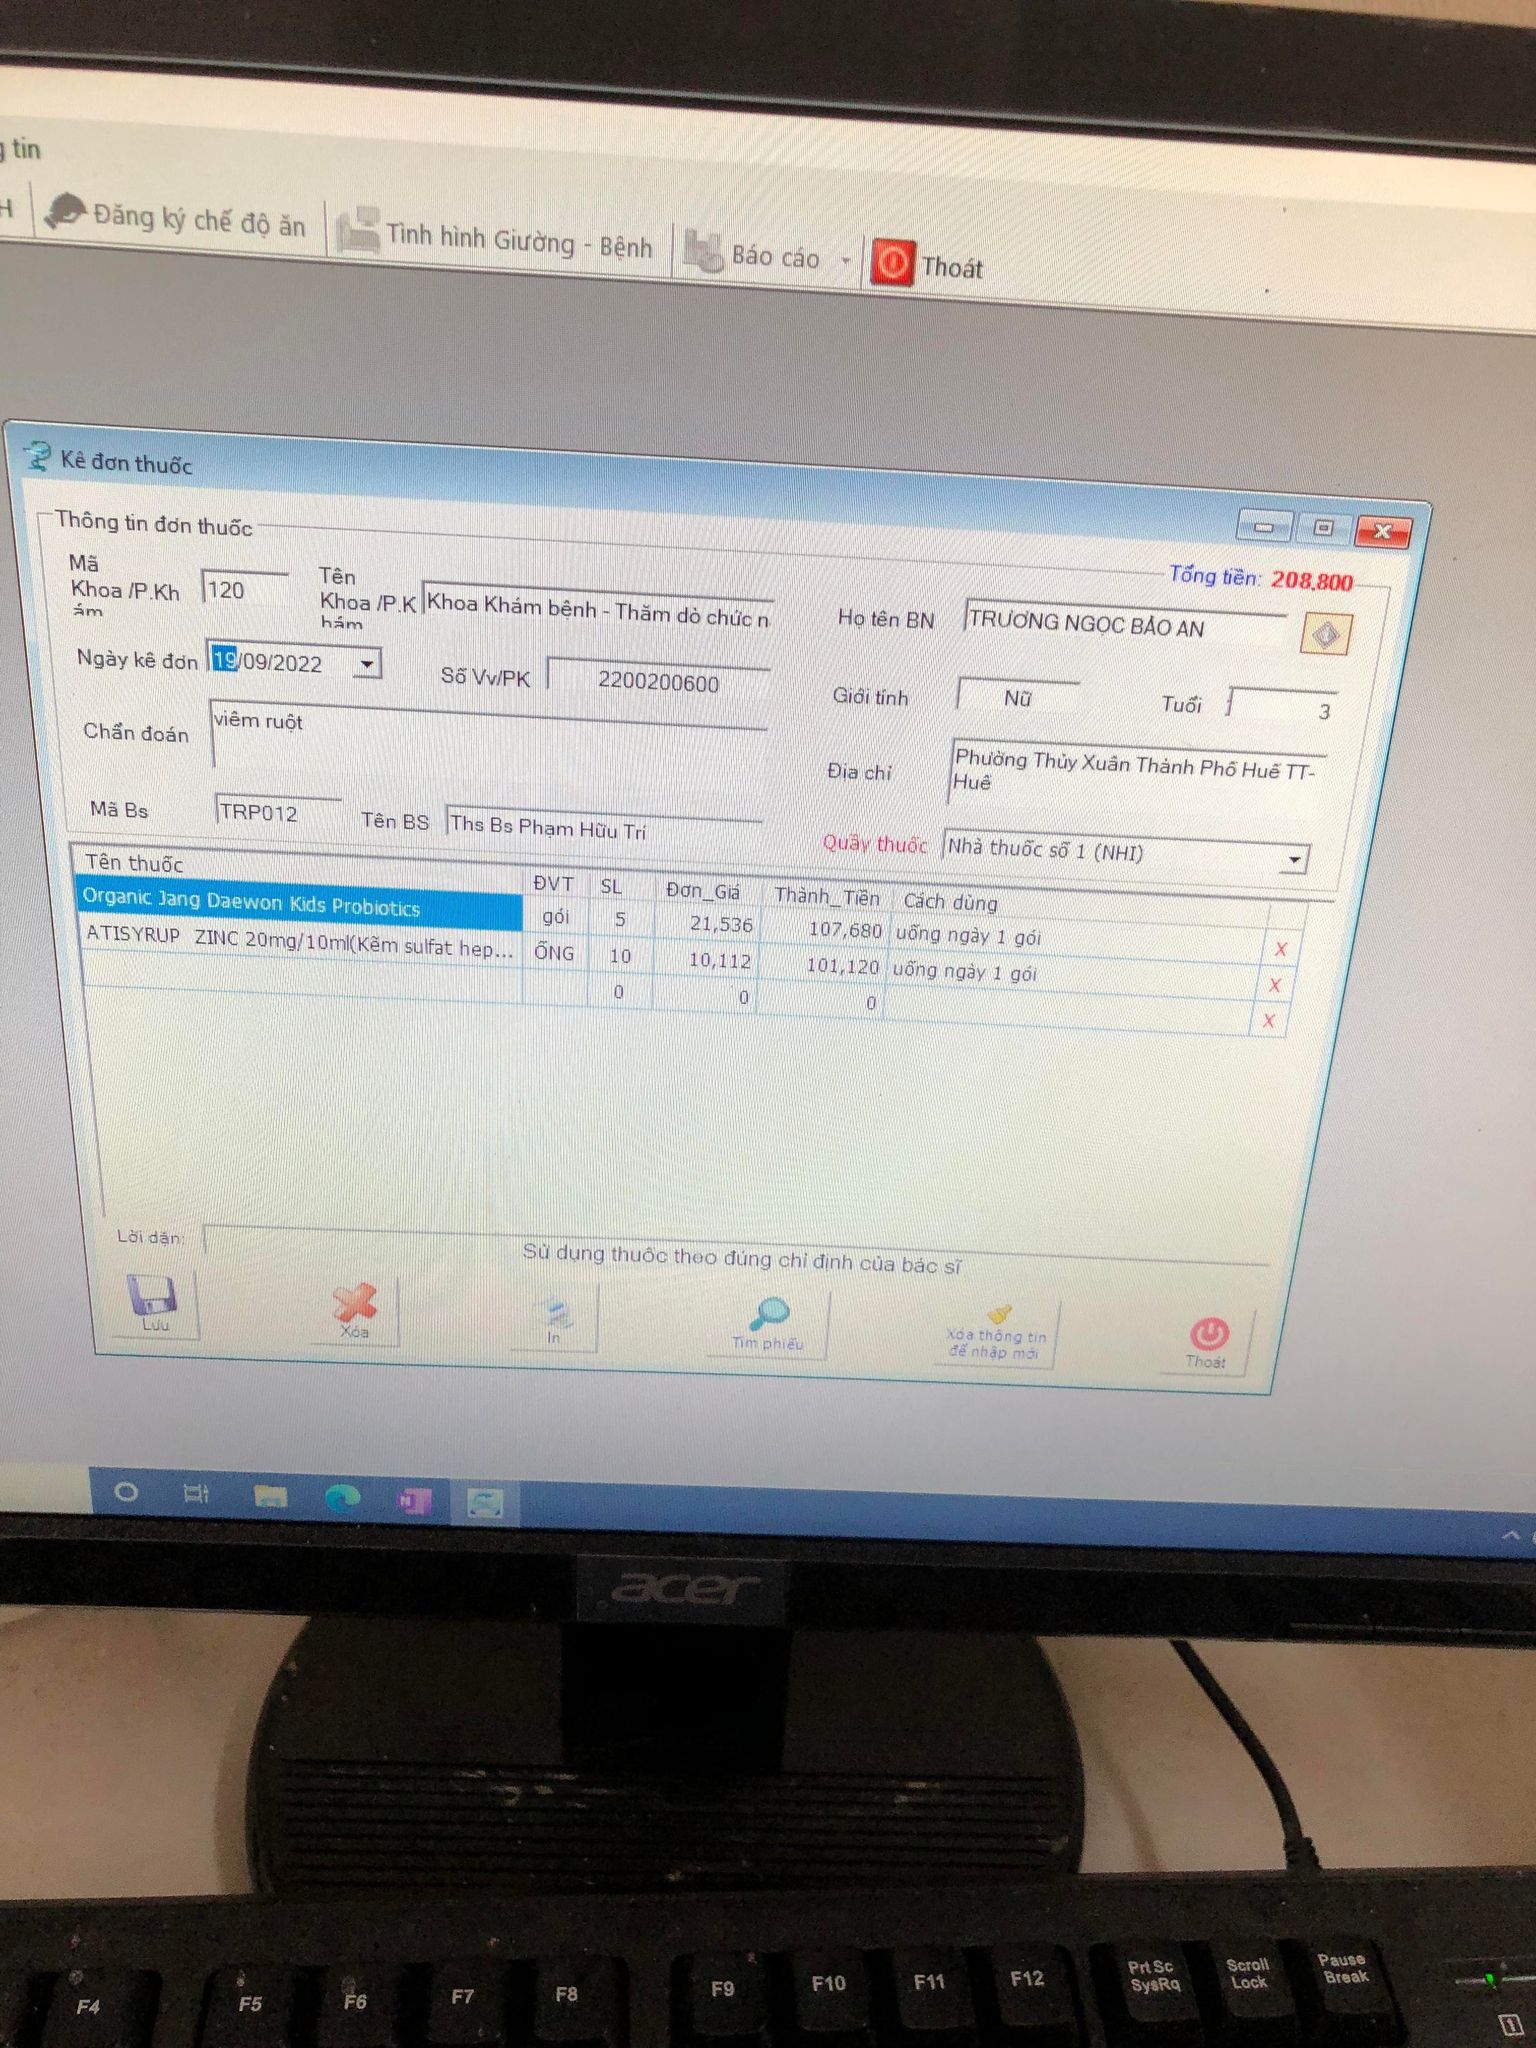 tin
H
Đăng ký chế độ ăn
Tình hình Giường - Bệnh
Báo cáo
Thoát
Kê đơn thuốc
Thông tin đơn thuốc
Tổng tiền: 208,800
Mã
Khoa /P.Kh
ám
120
Tên
Khoa /P.K
hám
Khoa Khám bệnh - Thăm dò chức n
Họ tên BN
TRƯƠNG NGỌC BẢO AN
Ngày kê đơn
19/09/2022
Số Vv/PK
2200200600
Giới tính
Nữ
Tuổi
3
Chẩn đoán
viêm ruột
Địa chỉ
Phường Thủy Xuân Thành Phố Huế TT-
Huế
Mã Bs
TRP012
Tên BS
Ths Bs Phạm Hữu Trí
Quầy thuốc
Nhà thuốc số 1 (NHI)
Tên thuốc ĐVT SL Đơn_Giá Thành_Tiền Cách dùng
Organic Jang Daewon Kids Probiotics gói 5 21,536 107,680 uống ngày 1 gói X
ATISYRUP ZINC 20mg/10ml(Kẽm sulfat hep... ỐNG 10 10,112 101,120 uống ngày 1 gói X
0 0 0 X
Lời dặn:
Sử dụng thuốc theo đúng chỉ định của bác sĩ
Lưu
Xóa
In
Tìm phiếu
Xóa thông tin
để nhập mới
Thoát
acer
F4
F5
F6
F7
F8
F9
F10
F11
F12
Prt Sc
SysRq
Scroll
Lock
Pause
Break
1